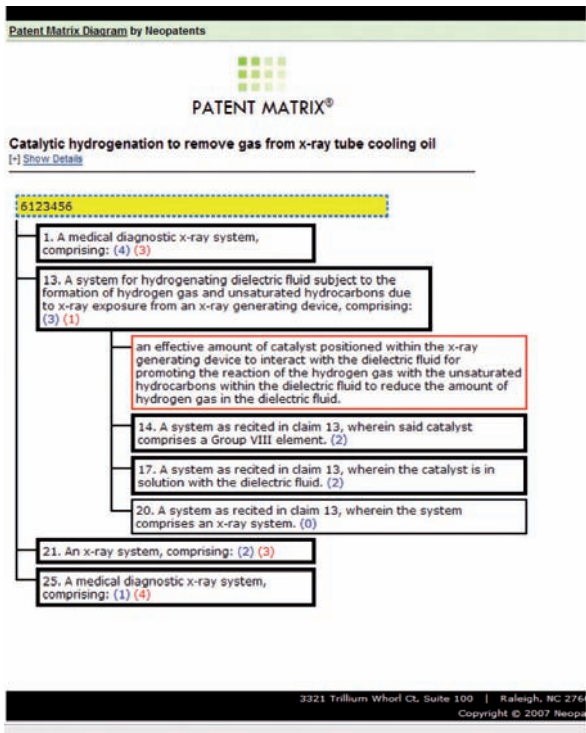 Patent Matrix Diagram by Neopatents
PATENT MATRIX®
Catalytic hydrogenation to remove gas from x-ray tube cooling oil
[+] Show Details
6123456
1. A medical diagnostic x-ray system,
comprising: (4) (3)
13. A system for hydrogenating dielectric fluid subject to the
formation of hydrogen gas and unsaturated hydrocarbons due
to x-ray exposure from an x-ray generating device, comprising:
(3) (1)
an effective amount of catalyst positioned within the x-ray
generating device to interact with the dielectric fluid for
promoting the reaction of the hydrogen gas with the unsaturated
hydrocarbons within the dielectric fluid to reduce the amount of
hydrogen gas in the dielectric fluid.
14. A system as recited in claim 13, wherein said catalyst
comprises a Group VIII element. (2)
17. A system as recited in claim 13, wherein the catalyst is in
solution with the dielectric fluid. (2)
20. A system as recited in claim 13, wherein the system
comprises an x-ray system. (0)
21. An x-ray system, comprising: (2) (3)
25. A medical diagnostic x-ray system,
comprising: (1) (4)
3321 Trillium Whorl Ct, Suite 100 | Raleigh, NC 276
Copyright © 2007 Neopa